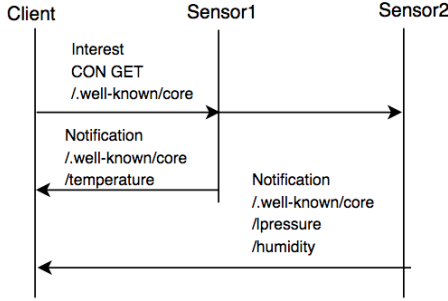 Client
Sensor1
Sensor2
Interest
CON GET
/.well-known/core
Notification
/.well-known/core
/temperature
Notification
/.well-known/core
/lpressure
/humidity